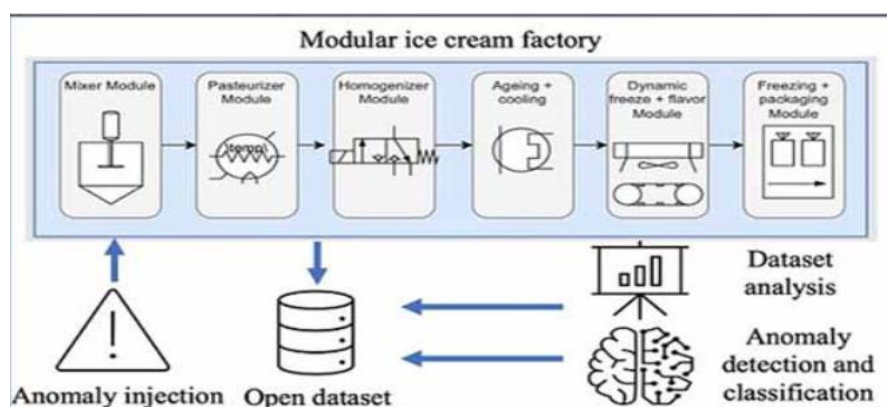 Modular ice cream factory
Mixer Module
Pasteurizer
Module
Homogenizer
Module
Ageing +
cooling
Dynamic
freeze + flavor
Module
Freezing +
packaging
Module
temp
Dataset
analysis
Anomaly
detection and
classification
Anomaly injection
Open dataset